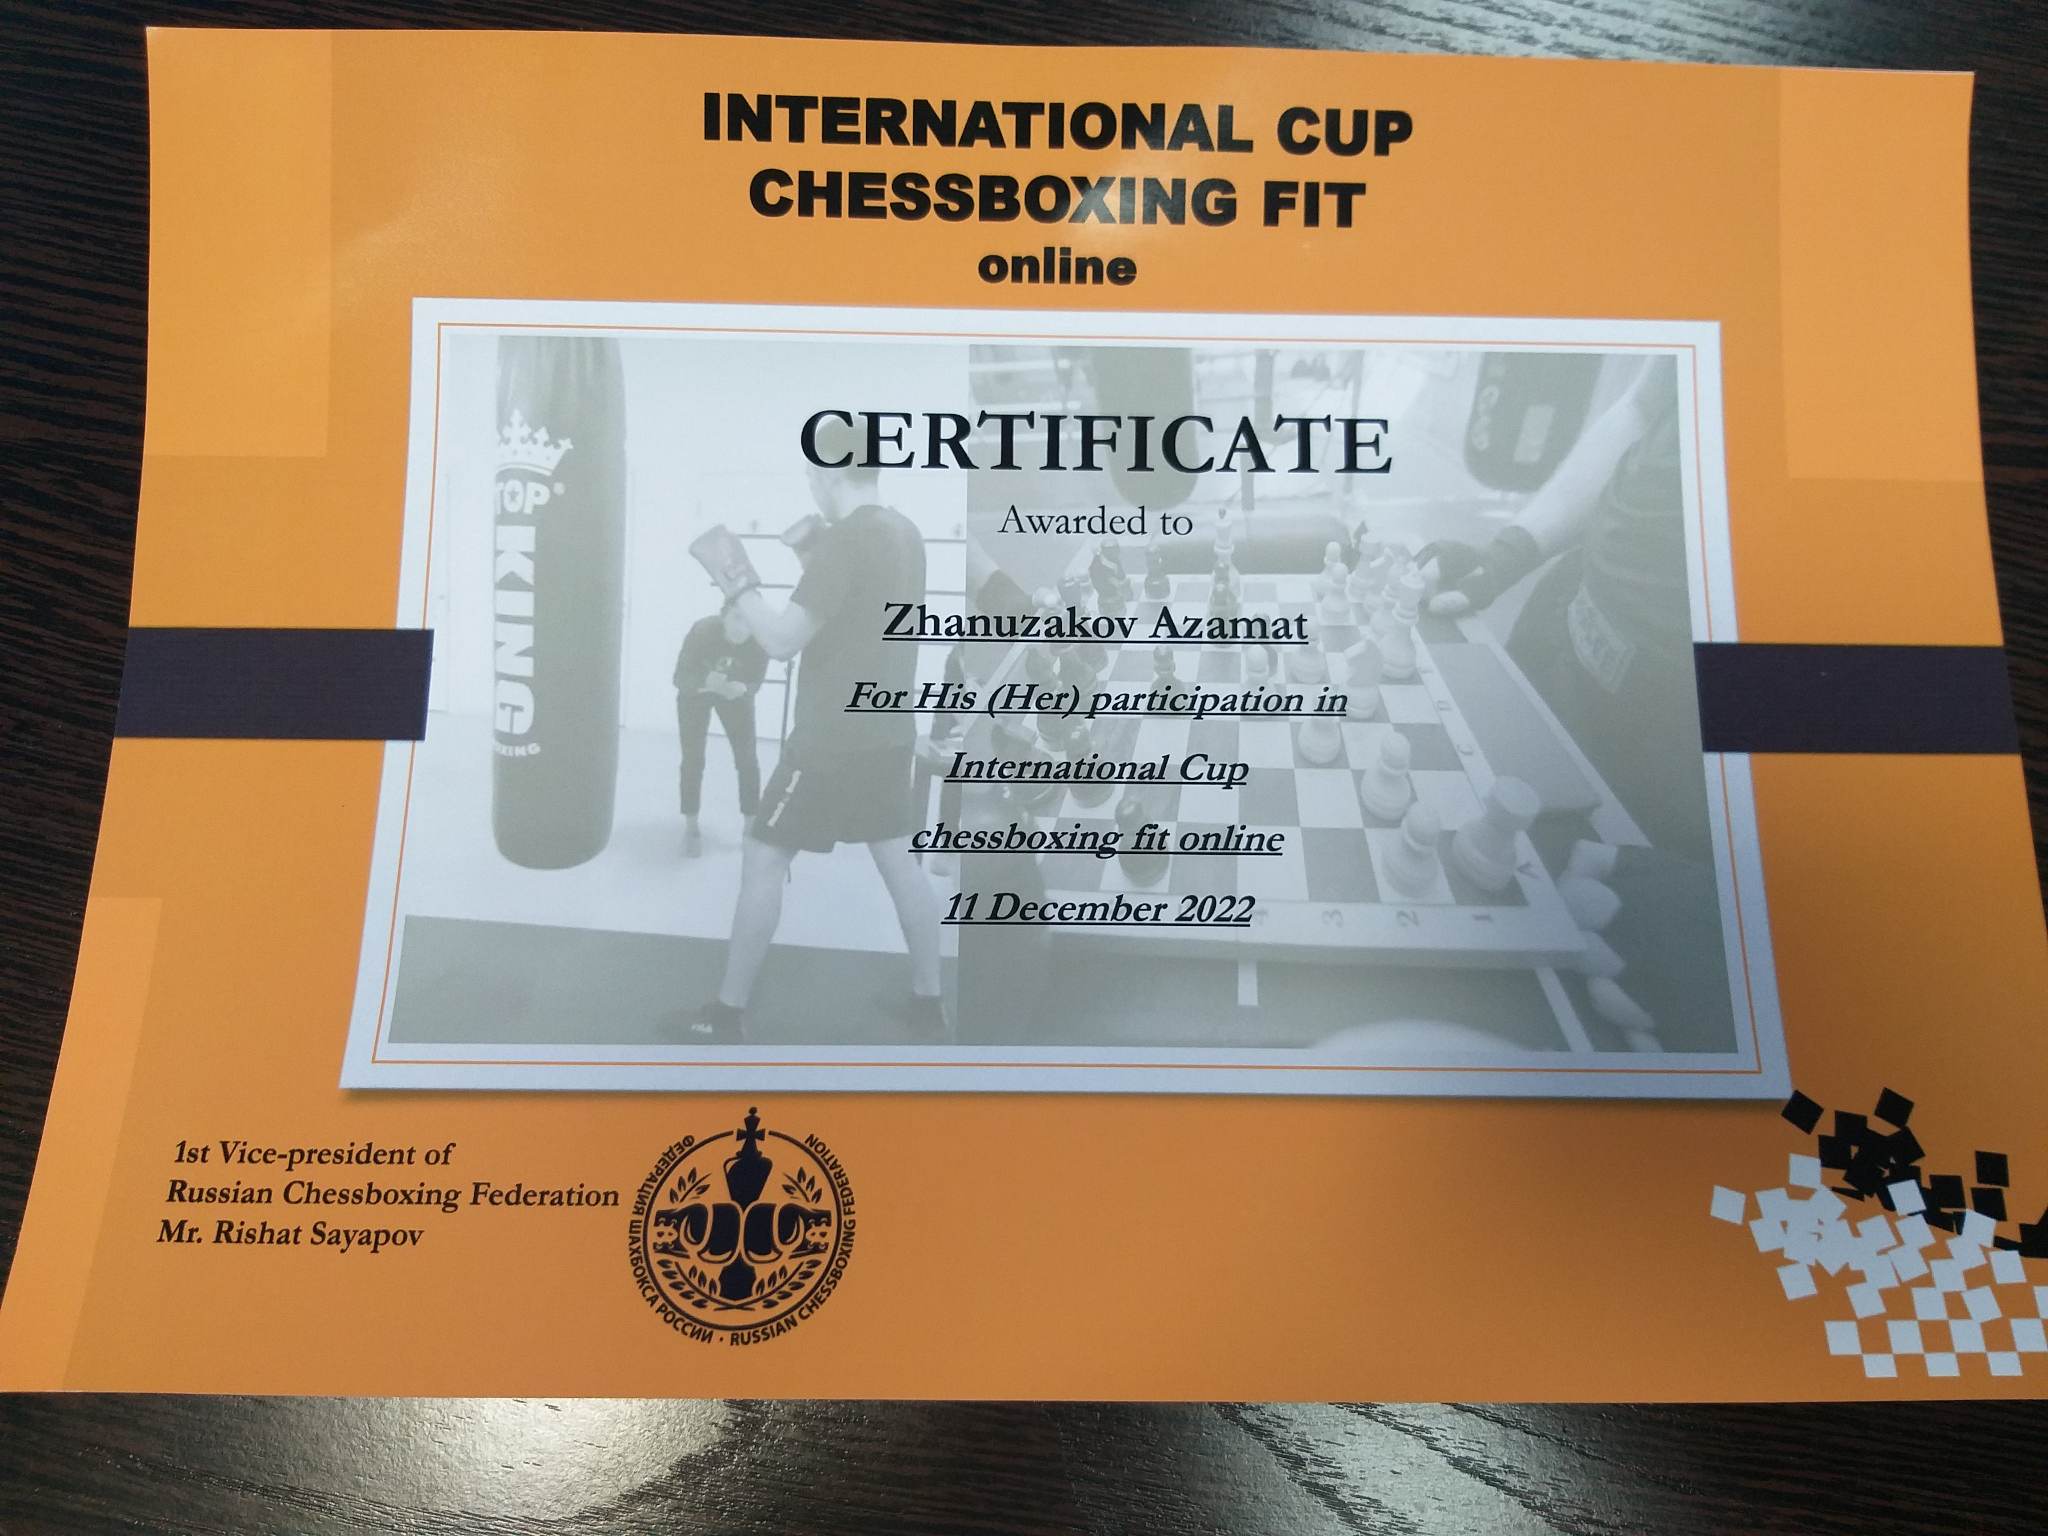 INTERNATIONAL CUP
CHESSBOXING FIT
online
CERTIFICATE
Awarded to
Zhanuzakov Azamat
For His (Her) participation in
International Cup
chessboxing fit online
11 December 2022
TOP
KING
1st Vice-president of
Russian Chessboxing Federation
Mr. Rishat Sayapov
ФЕДЕРАЦИЯ ШАХБОКСА РОССИИ · RUSSIAN CHESSBOXING FEDERATION